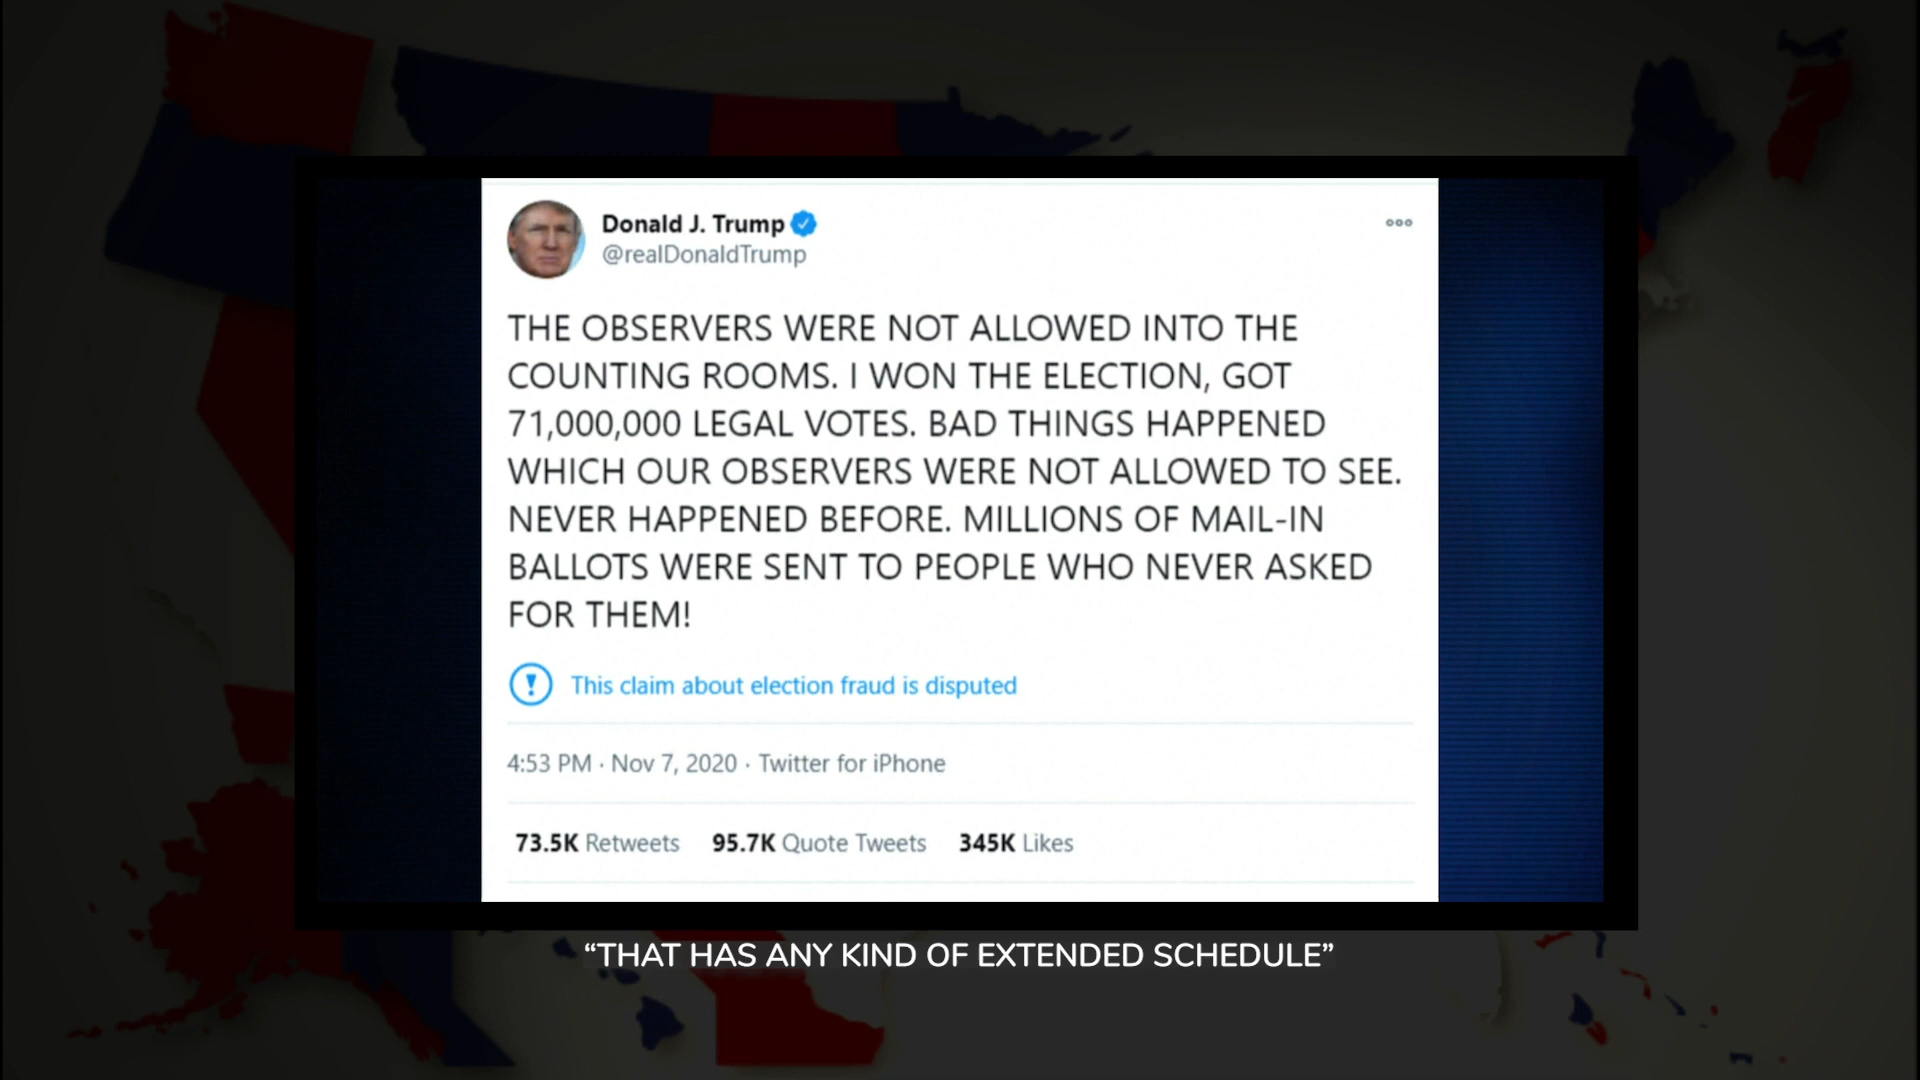 Donald J. Trump
@realDonaldTrump
THE OBSERVERS WERE NOT ALLOWED INTO THE
COUNTING ROOMS. I WON THE ELECTION, GOT
71,000,000 LEGAL VOTES. BAD THINGS HAPPENED
WHICH OUR OBSERVERS WERE NOT ALLOWED TO SEE.
NEVER HAPPENED BEFORE. MILLIONS OF MAIL-IN
BALLOTS WERE SENT TO PEOPLE WHO NEVER ASKED
FOR THEM!
This claim about election fraud is disputed
4:53 PM · Nov 7, 2020 · Twitter for iPhone
73.5K Retweets 95.7K Quote Tweets 345K Likes
“THAT HAS ANY KIND OF EXTENDED SCHEDULE”